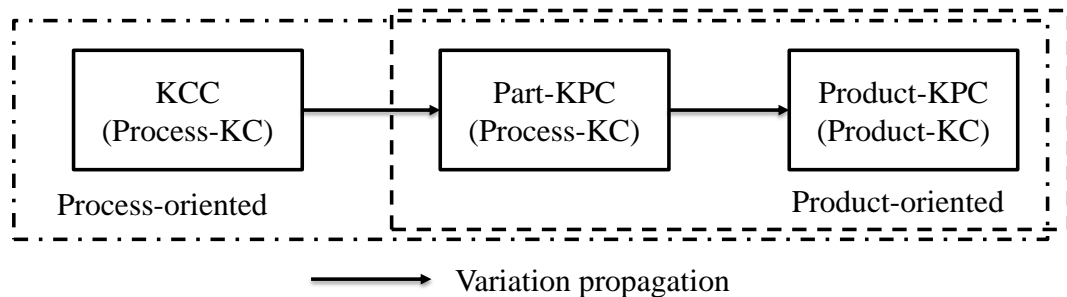 KCC
(Process-KC)
Part-KPC
(Process-KC)
Product-KPC
(Product-KC)
Process-oriented
Product-oriented
Variation propagation